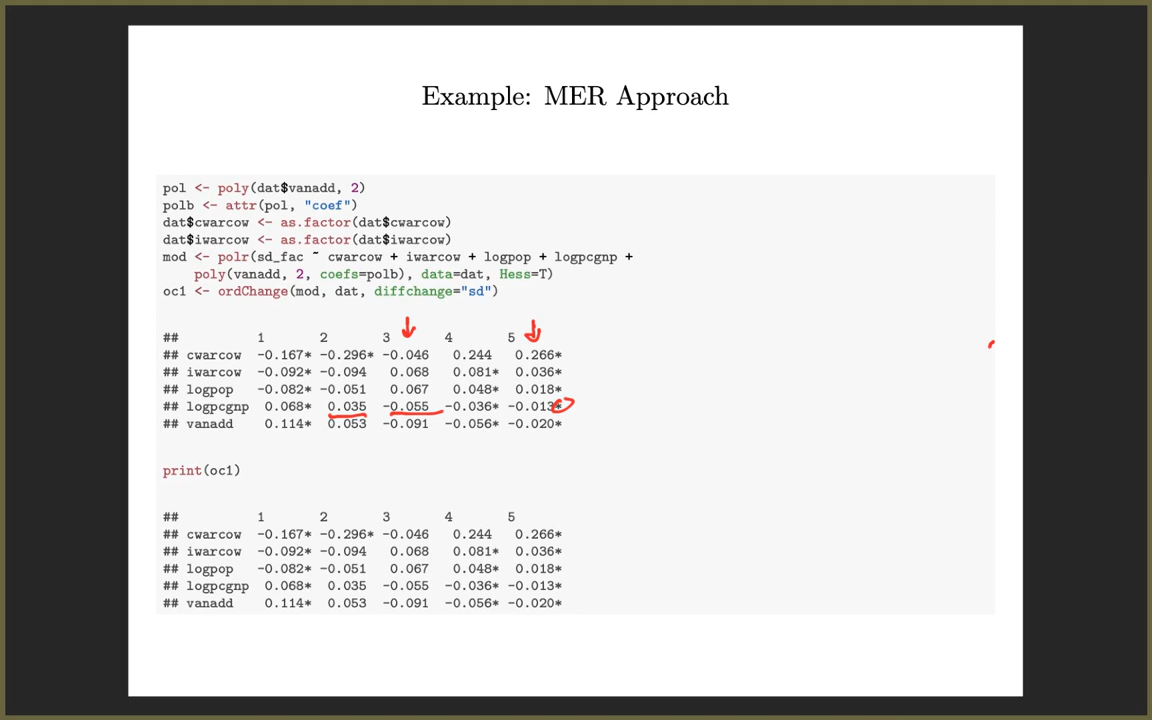 Example: MER Approach
pol <- poly(dat$vanadd, 2)
polb <- attr(pol, "coef")
dat$cwarcow <- as.factor(dat$cwarcow)
dat$iwarcow <- as.factor(dat$iwarcow)
mod <- polr(sd_fac ~ cwarcow + iwarcow + logpop + logpcgnp +
    poly(vanadd, 2, coefs=polb), data=dat, Hess=T)
oc1 <- ordChange(mod, dat, diffchange="sd")
##          1       2       3       4       5
## cwarcow  -0.167* -0.296* -0.046   0.244   0.266*
## iwarcow  -0.092* -0.094   0.068   0.081*  0.036*
## logpop   -0.082* -0.051   0.067   0.048*  0.018*
## logpcgnp  0.068*  0.035  -0.055  -0.036* -0.013*
## vanadd    0.114*  0.053  -0.091  -0.056* -0.020*
print(oc1)
##          1       2       3       4       5
## cwarcow  -0.167* -0.296* -0.046   0.244   0.266*
## iwarcow  -0.092* -0.094   0.068   0.081*  0.036*
## logpop   -0.082* -0.051   0.067   0.048*  0.018*
## logpcgnp  0.068*  0.035  -0.055  -0.036* -0.013*
## vanadd    0.114*  0.053  -0.091  -0.056* -0.020*